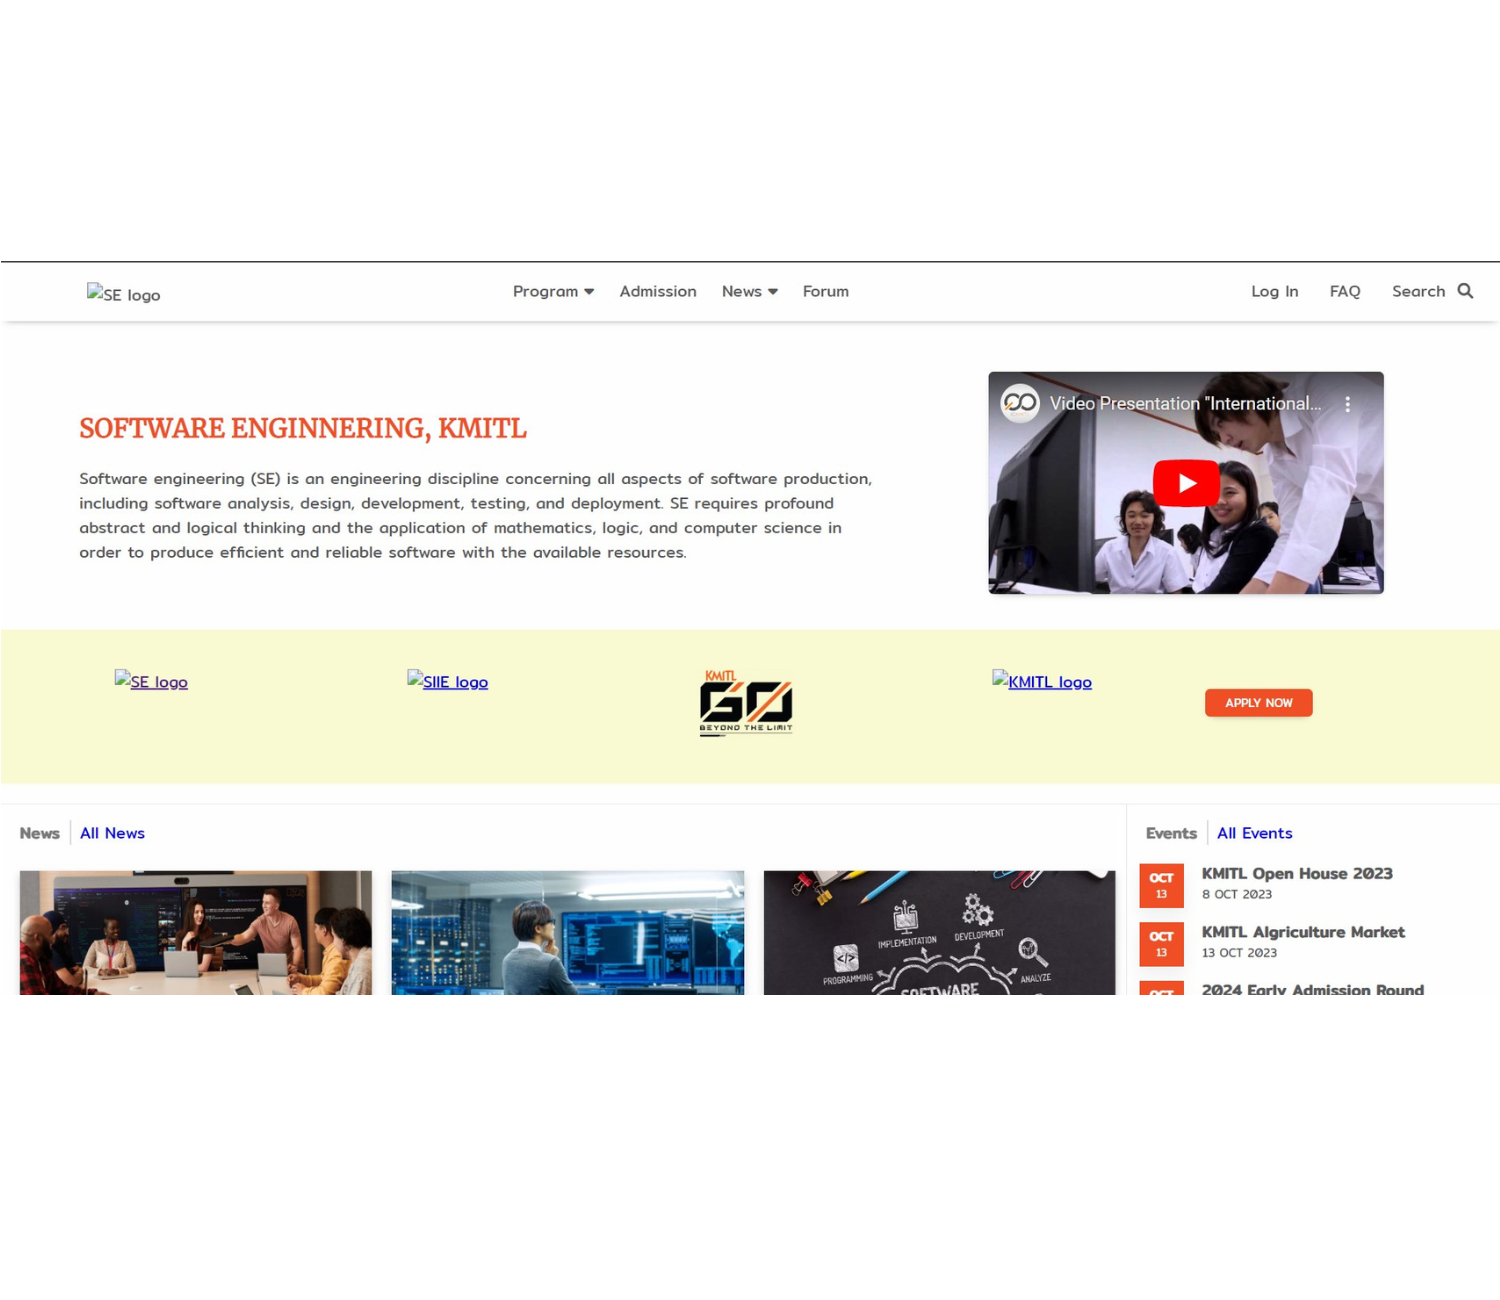 SE logo
Program
Admission
News
Forum
Log In
FAQ
Search
SOFTWARE ENGINNERING, KMITL
Software engineering (SE) is an engineering discipline concerning all aspects of software production,
including software analysis, design, development, testing, and deployment. SE requires profound
abstract and logical thinking and the application of mathematics, logic, and computer science in
order to produce efficient and reliable software with the available resources.
Video Presentation "International...
SE logo
SIIE logo
KMITL
GO
BEYOND THE LIMIT
KMITL logo
APPLY NOW
News
All News
IMPLEMENTATION
DEVELOPMENT
PROGRAMMING
ANALYZE
SOFTWARE
Events
All Events
OCT
13
KMITL Open House 2023
8 OCT 2023
OCT
13
KMITL AIgriculture Market
13 OCT 2023
OCT
2024 Early Admission Round